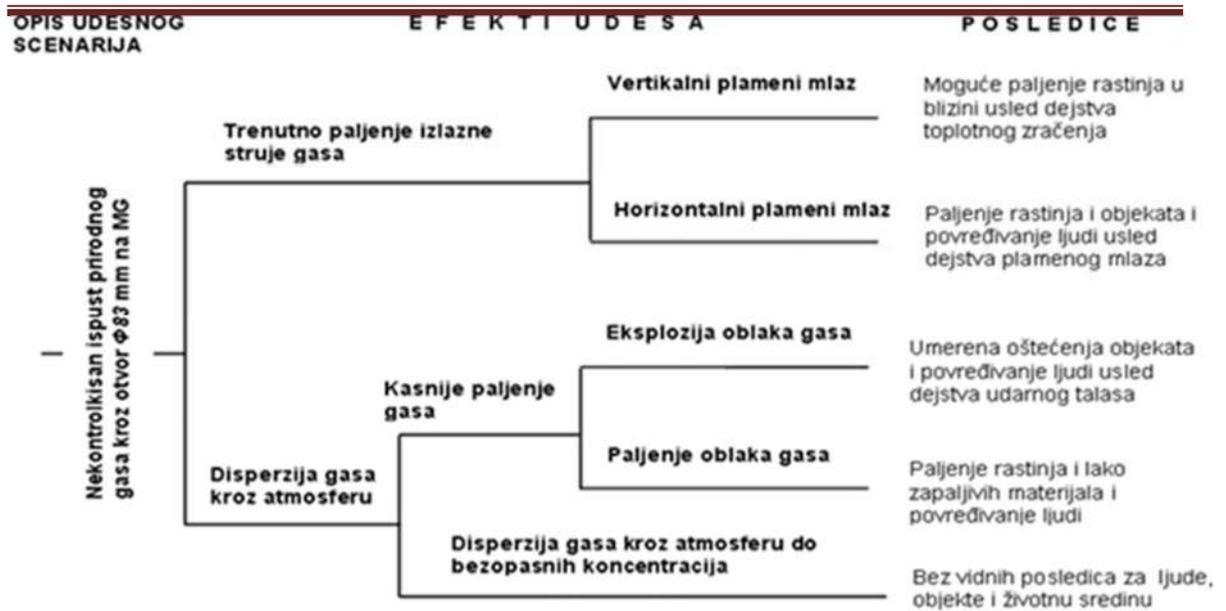 OPIS UDESNOG
SCENARIJA
E F E K T I  U D E S A
P O S L E D I C E
Nekontrolkisan ispust prirodnog
gasa kroz otvor Φ83 mm na MG
Trenutno paljenje izlazne
struje gasa
Vertikalni plameni mlaz
Moguće paljenje rastinja u
blizini usled dejstva
toplotnog zračenja
Horizontalni plameni mlaz
Paljenje rastinja i objekata i
povređivanje ljudi usled
dejstva plamenog mlaza
Disperzija gasa
kroz atmosferu
Kasnije paljenje
gasa
Eksplozija oblaka gasa
Umerena oštećenja objekata
i povređivanje ljudi usled
dejstva udarnog talasa
Paljenje oblaka gasa
Paljenje rastinja i lako
zapaljivih materijala i
povređivanje ljudi
Disperzija gasa kroz atmosferu do
bezopasnih koncentracija
Bez vidnih posledica za ljude,
objekte i životnu sredinu